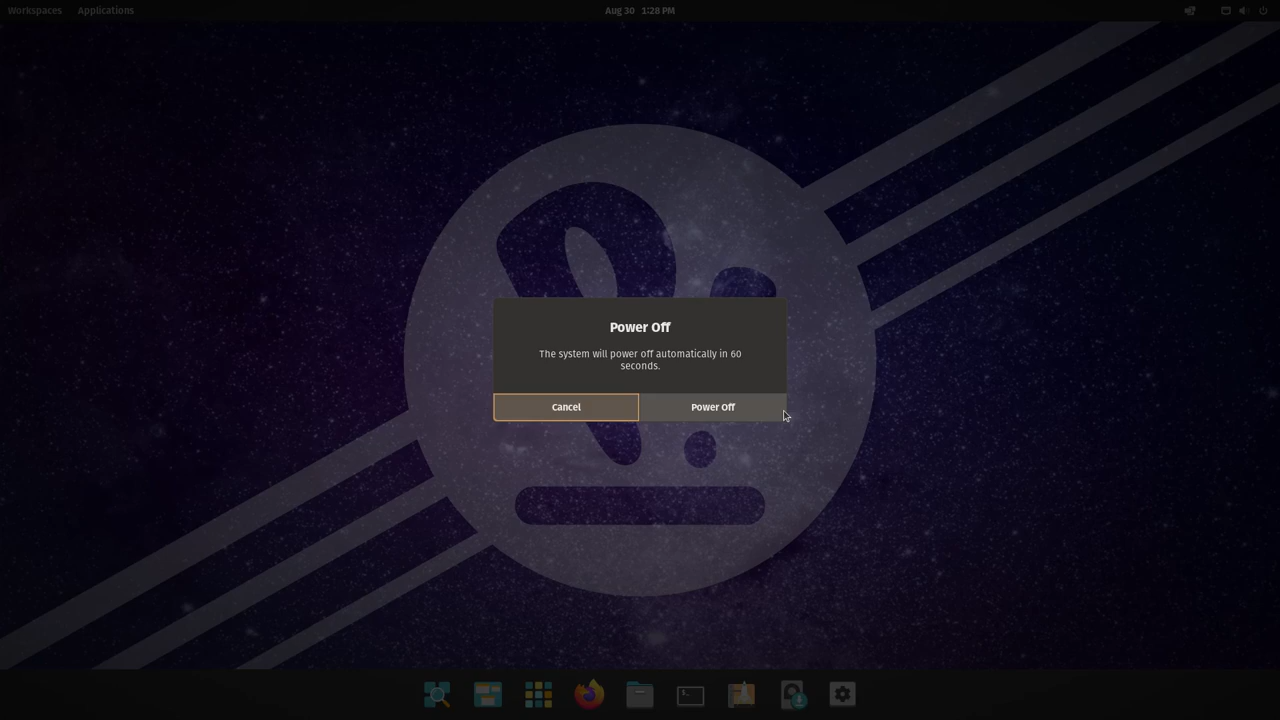 Workspaces Applications Aug 30 1:28 PM
Power Off
The system will power off automatically in 60
seconds.
Cancel Power Off